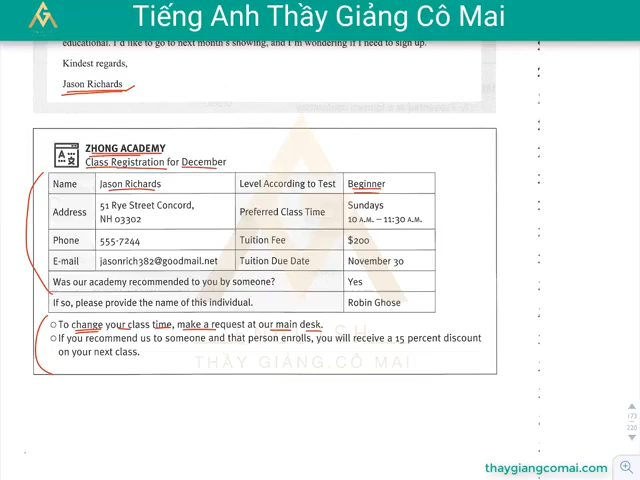 Tiếng Anh Thầy Giảng Cô Mai
educational. I'd like to go to next month's showing, and I'm wondering if I need to sign up.
Kindest regards,
Jason Richards
ZHONG ACADEMY
Class Registration for December
Name Jason Richards Level According to Test Beginner
Address 51 Rye Street Concord, NH 03302 Preferred Class Time Sundays 10 A.M. – 11:30 A.M.
Phone 555-7244 Tuition Fee $200
E-mail jasonrich382@goodmail.net Tuition Due Date November 30
Was our academy recommended to you by someone? Yes
If so, please provide the name of this individual. Robin Ghose
To change your class time, make a request at our main desk.
If you recommend us to someone and that person enrolls, you will receive a 15 percent discount
on your next class.
THẦY GIẢNG.CÔ MAI
173
220
thaygiangcomai.com